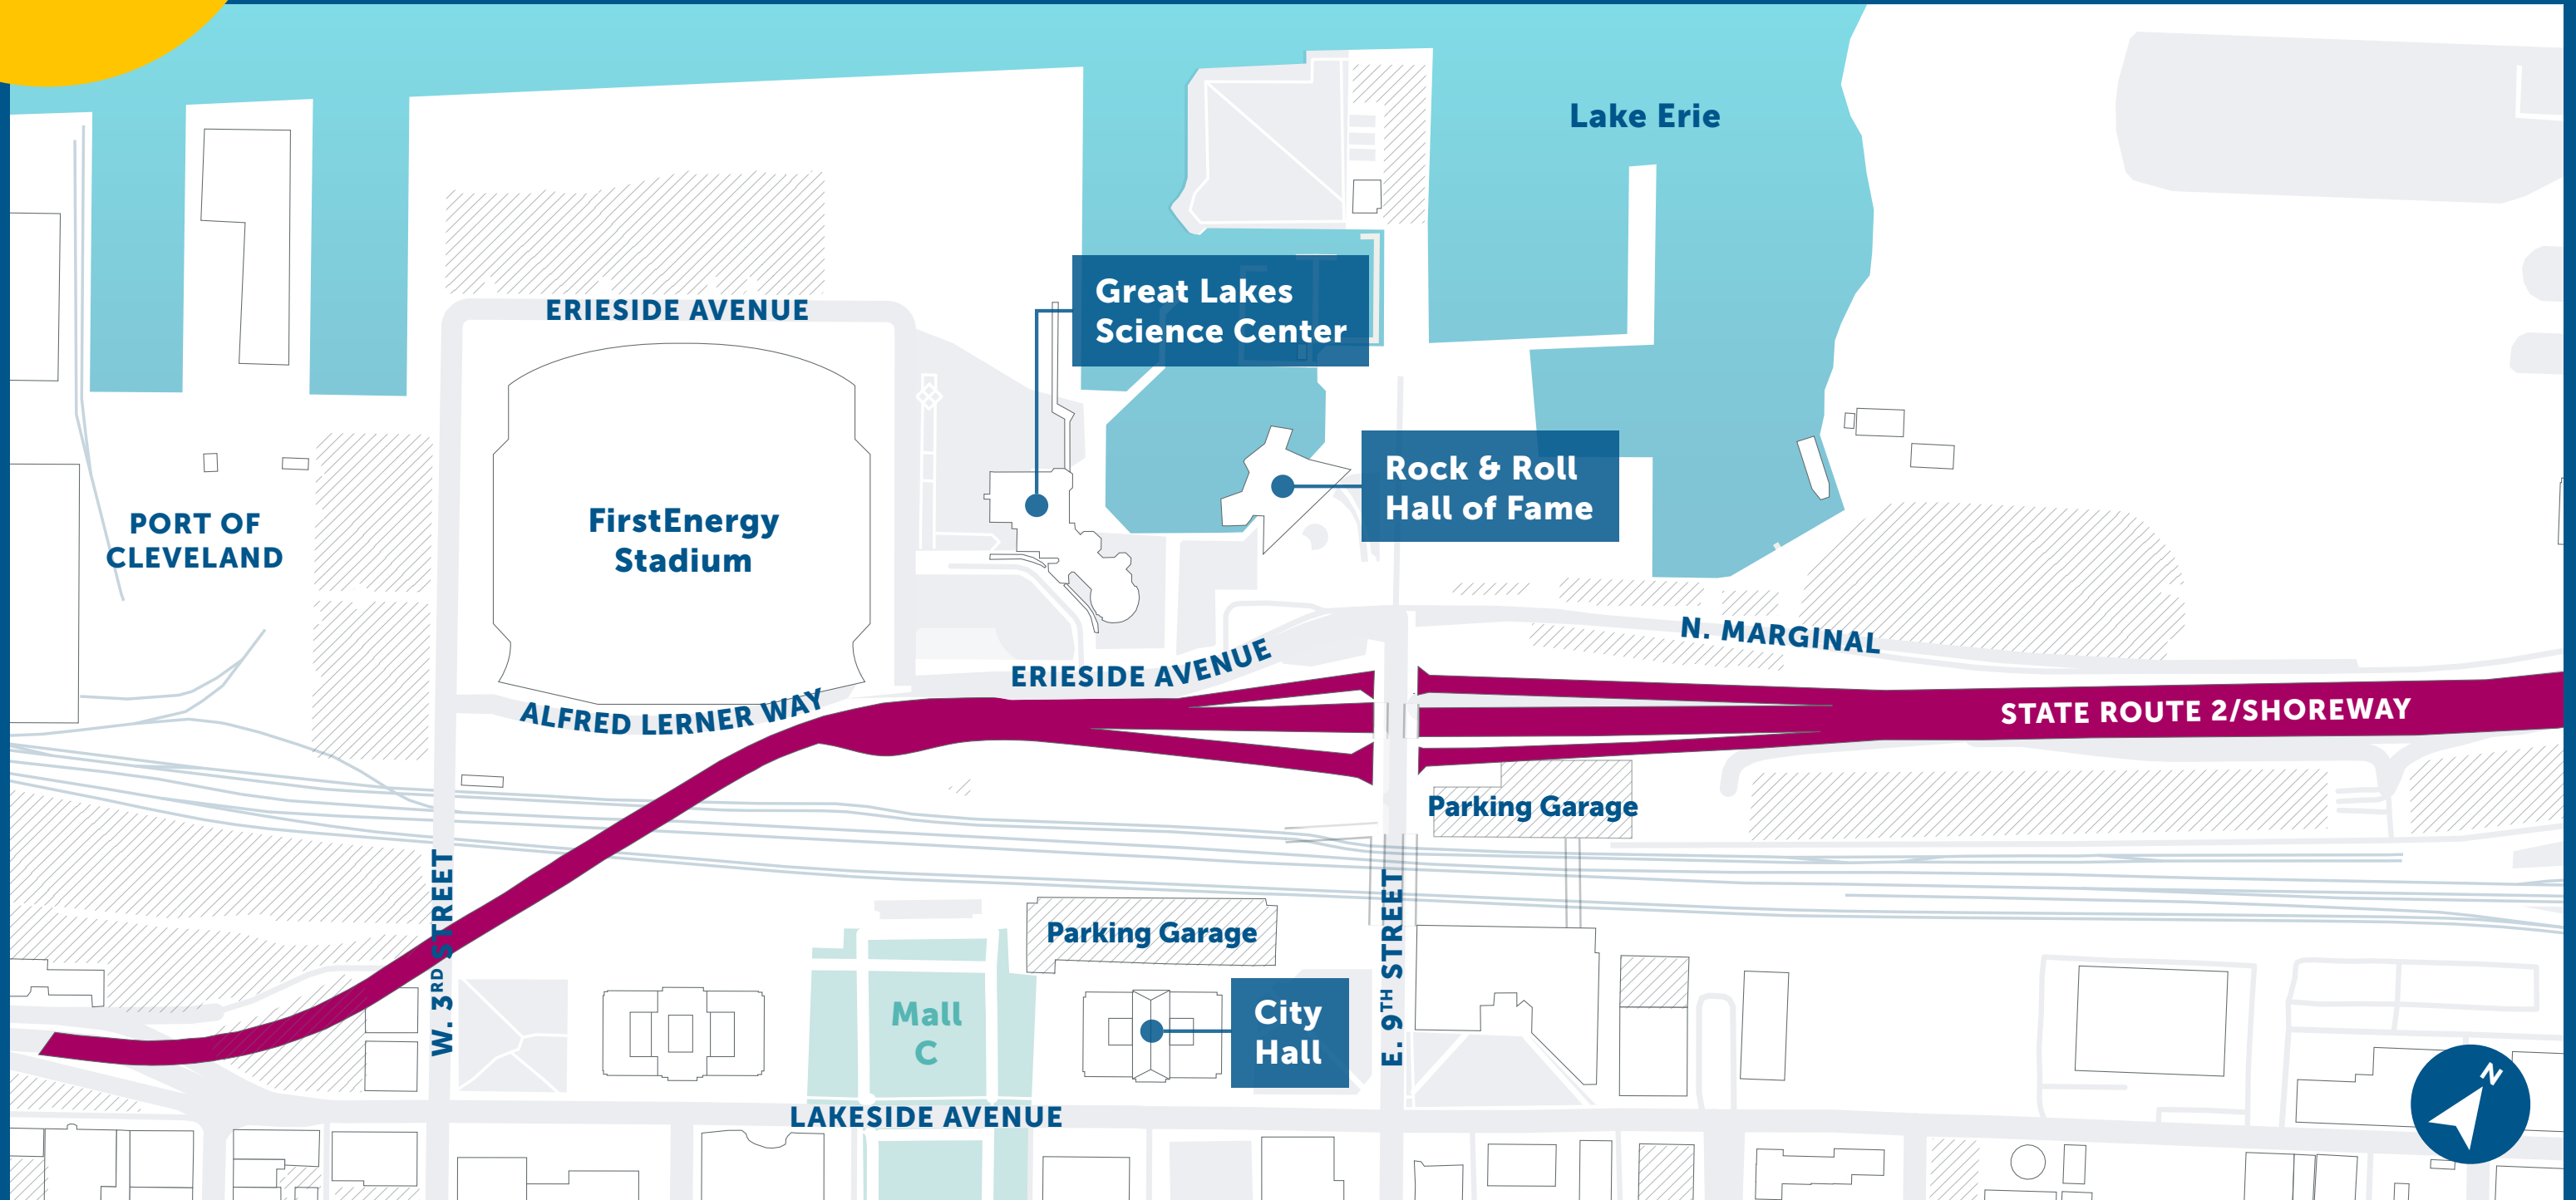 Lake Erie
Great Lakes
Science Center
ERIESIDE AVENUE
Rock & Roll
Hall of Fame
PORT OF
CLEVELAND
FirstEnergy
Stadium
N. MARGINAL
ERIESIDE AVENUE
ALFRED LERNER WAY
STATE ROUTE 2/SHOREWAY
Parking Garage
W. 3RD STREET
E. 9TH STREET
Parking Garage
Mall
C
City
Hall
LAKESIDE AVENUE
N